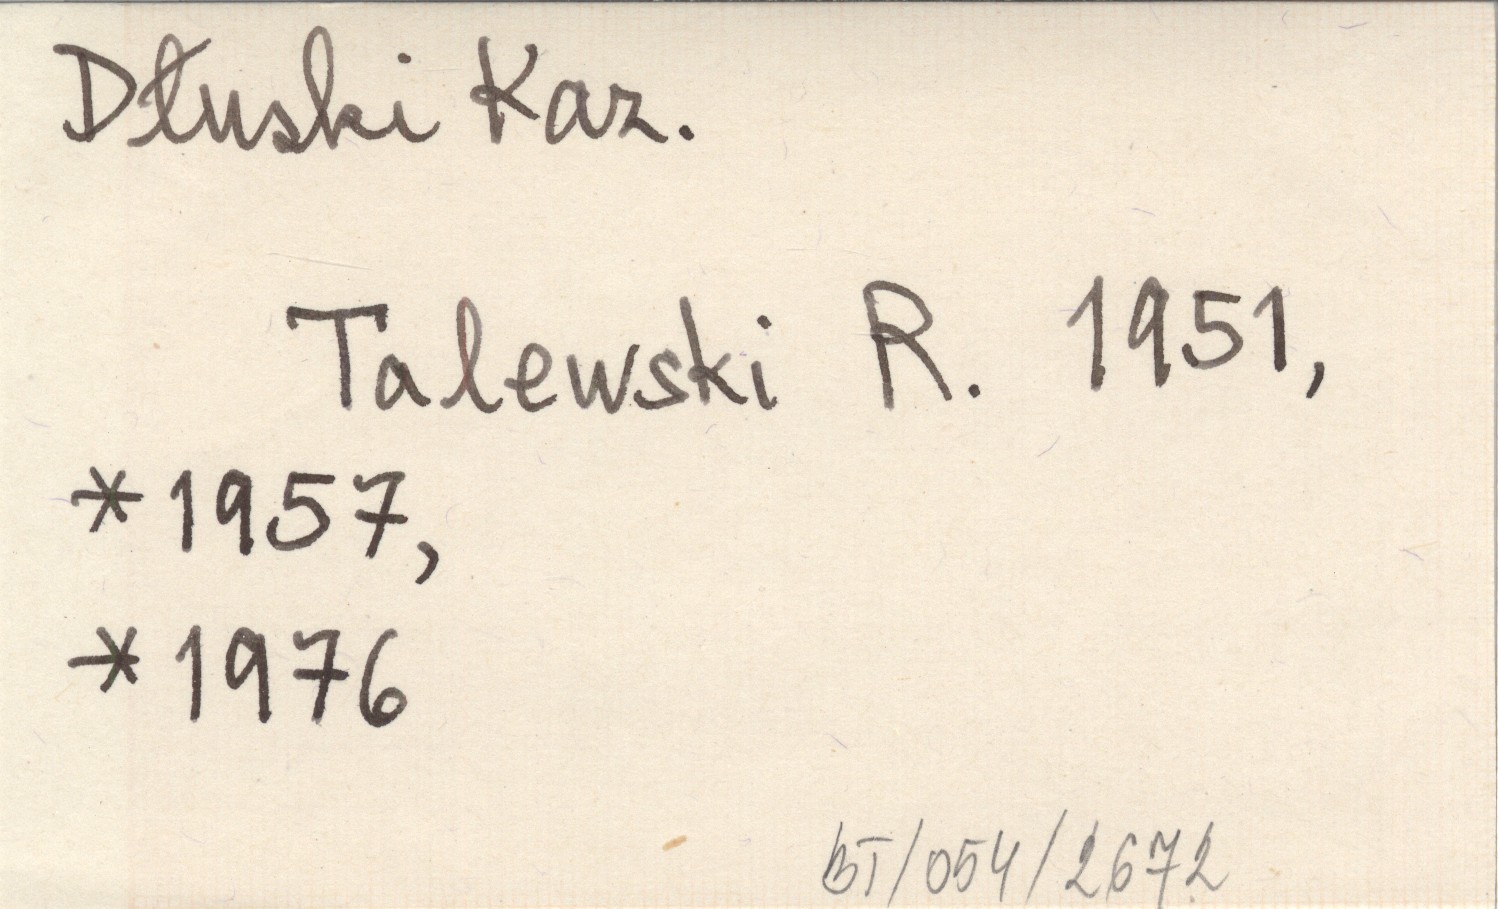 Dłuski Kaz.
Talewski R. 1951,
* 1957,
* 1976
BT/054/2672